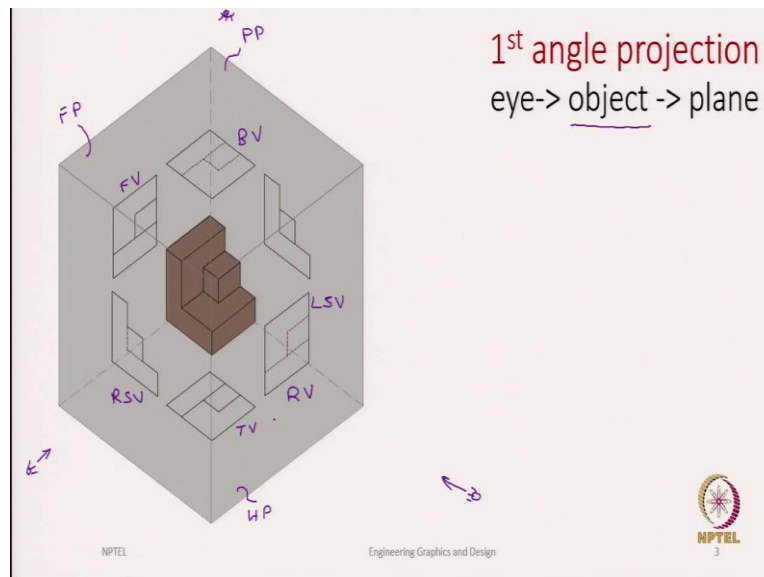 1st angle projection
eye-> object -> plane
PP
FP
BV
FV
LSV
RSV
RV
TV
HP
NPTEL
Engineering Graphics and Design
NPTEL
3